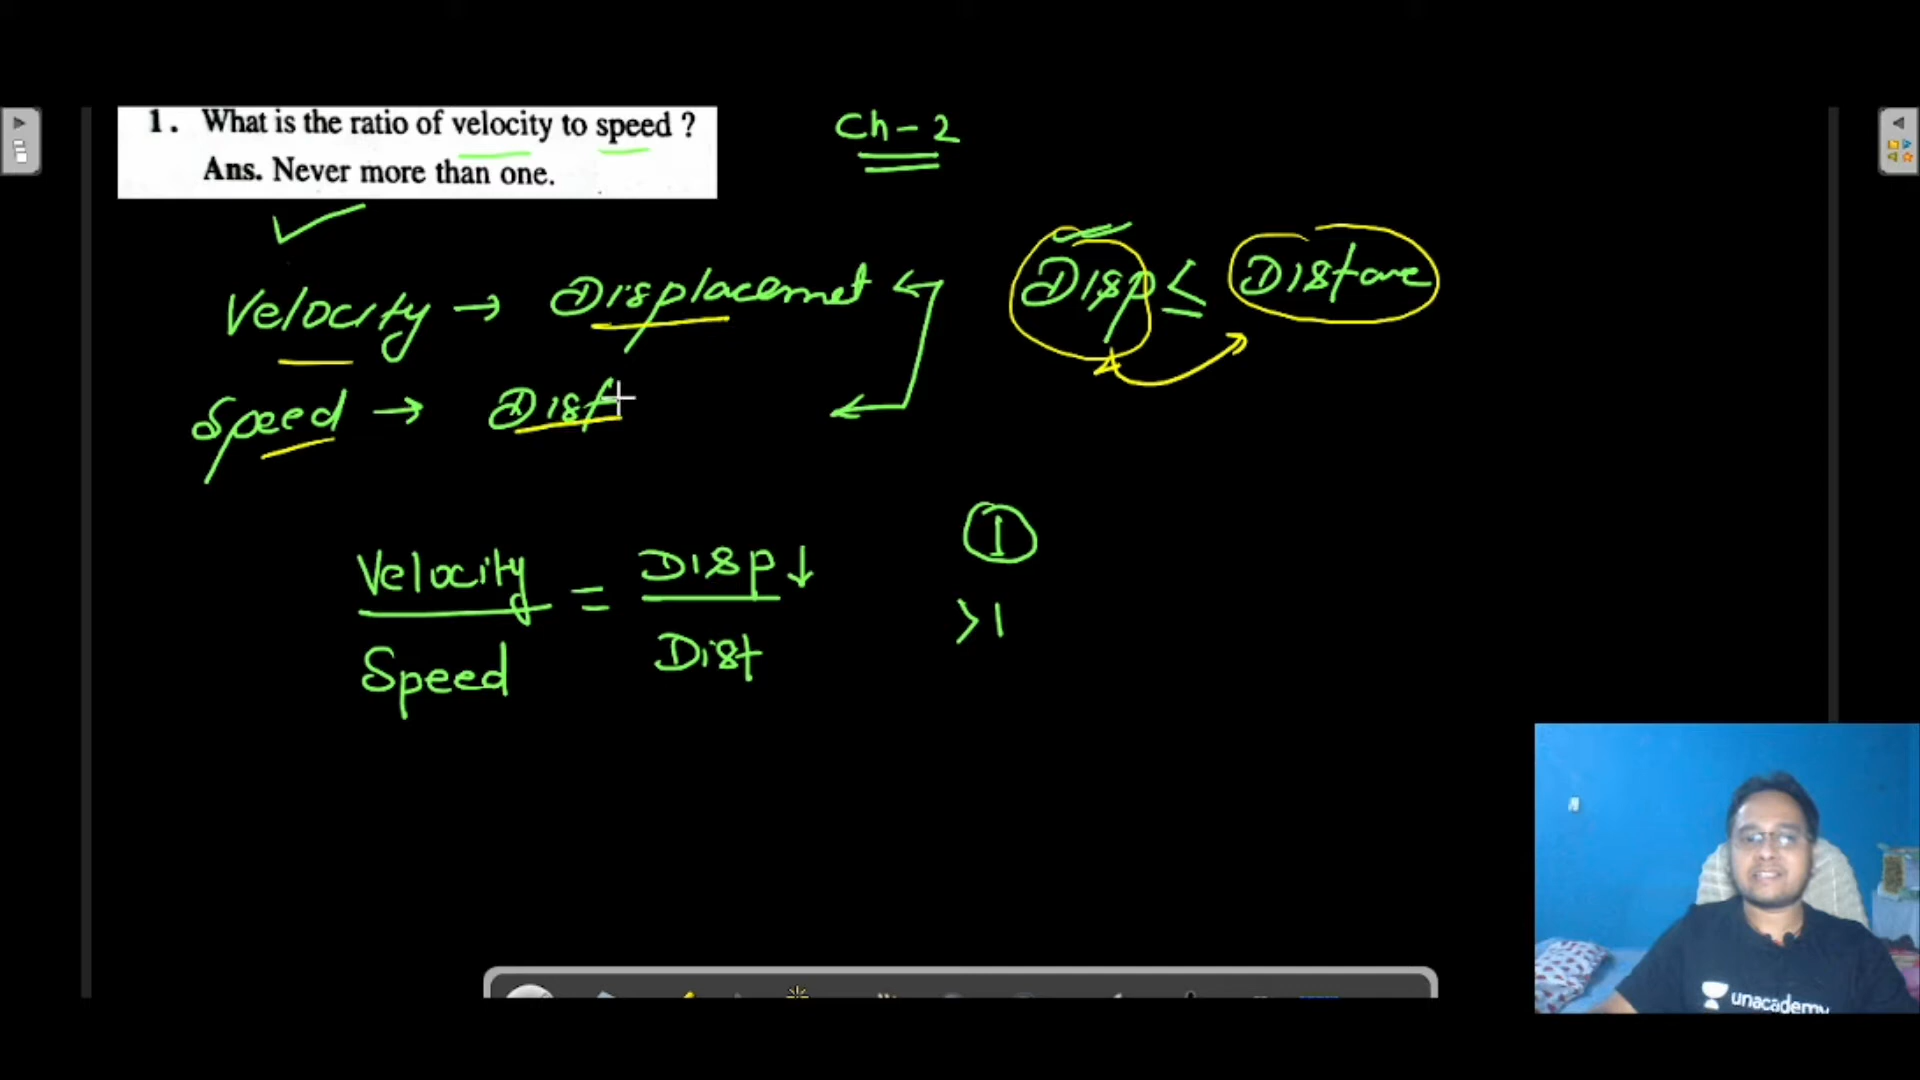 1. What is the ratio of velocity to speed ?
Ans. Never more than one.
Ch - 2
Velocity → Displacemet
Disp ≤ Distance
Speed → Dist
Velocity / Speed = Disp↓ / Dist
1
>1
unacademy